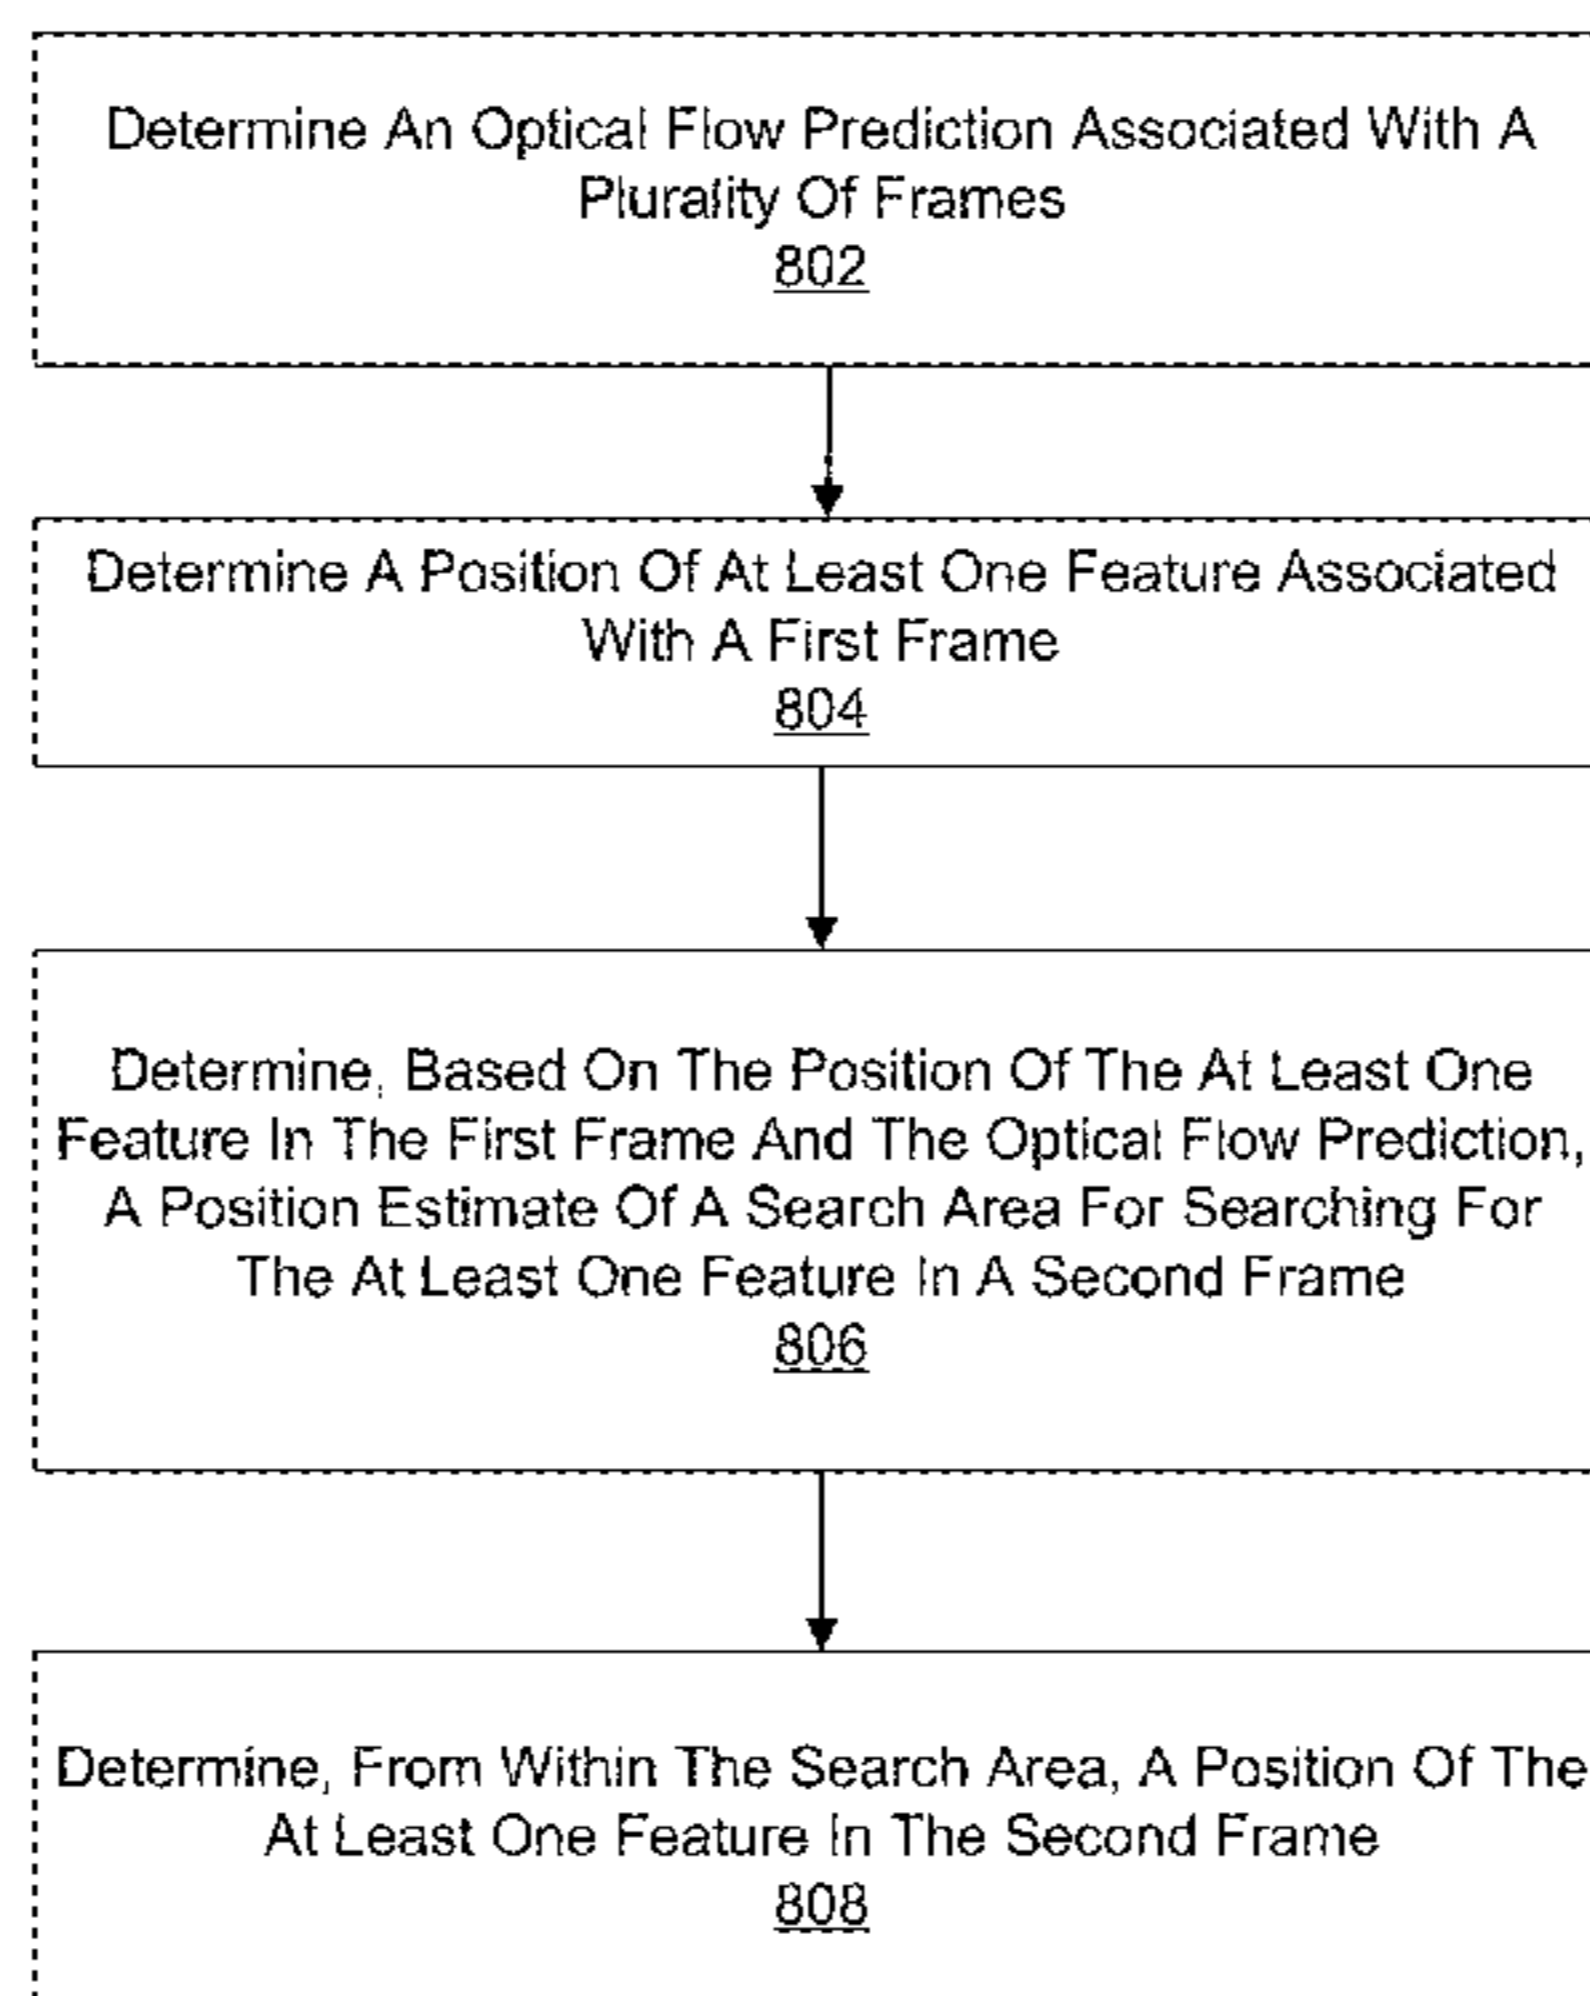 Determine An Optical Flow Prediction Associated With A
Plurality Of Frames
802
Determine A Position Of At Least One Feature Associated
With A First Frame
804
Determine, Based On The Position Of The At Least One
Feature In The First Frame And The Optical Flow Prediction,
A Position Estimate Of A Search Area For Searching For
The At Least One Feature In A Second Frame
806
Determine, From Within The Search Area, A Position Of The
At Least One Feature In The Second Frame
808